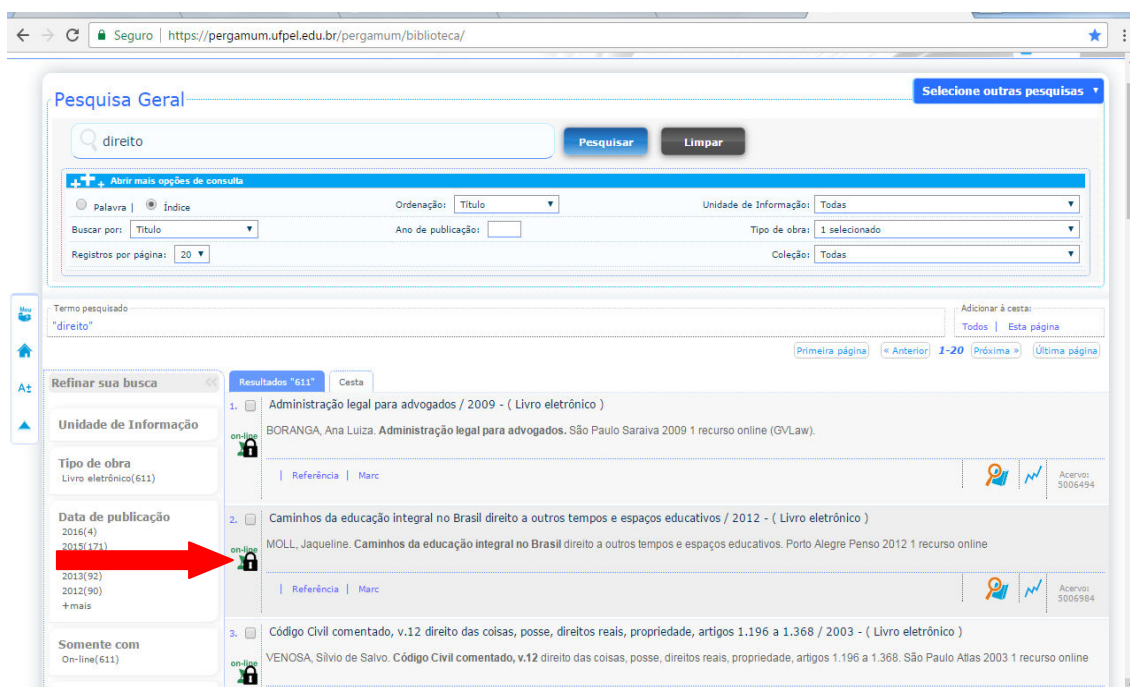 Seguro | https://pergamum.ufpel.edu.br/pergamum/biblioteca/
Pesquisa Geral
Selecione outras pesquisas
direito
Pesquisar
Limpar
Abrir mais opções de consulta
Palavra | Índice
Ordenação: Título
Unidade de Informação: Todas
Buscar por: Titulo
Ano de publicação:
Tipo de obra: 1 selecionado
Registros por página: 20
Coleção: Todas
Meu
A±
Termo pesquisado
"direito"
Adicionar à cesta:
Todos | Esta página
Primeira página « Anterior 1-20 Próxima » Última página
Refinar sua busca
Unidade de Informação
Tipo de obra
Livro eletrônico(611)
Data de publicação
2016(4)
2015(171)
2013(92)
2012(90)
+mais
Somente com
On-line(611)
Resultados "611" Cesta
1. Administração legal para advogados / 2009 - ( Livro eletrônico )
on-line
BORANGA, Ana Luiza. Administração legal para advogados. São Paulo Saraiva 2009 1 recurso online (GVLaw).
| Referência | Marc
Acervo:
5006494
2. Caminhos da educação integral no Brasil direito a outros tempos e espaços educativos / 2012 - ( Livro eletrônico )
on-line
MOLL, Jaqueline. Caminhos da educação integral no Brasil direito a outros tempos e espaços educativos. Porto Alegre Penso 2012 1 recurso online
| Referência | Marc
Acervo:
5006984
3. Código Civil comentado, v.12 direito das coisas, posse, direitos reais, propriedade, artigos 1.196 a 1.368 / 2003 - ( Livro eletrônico )
on-line
VENOSA, Sílvio de Salvo. Código Civil comentado, v.12 direito das coisas, posse, direitos reais, propriedade, artigos 1.196 a 1.368. São Paulo Atlas 2003 1 recurso online